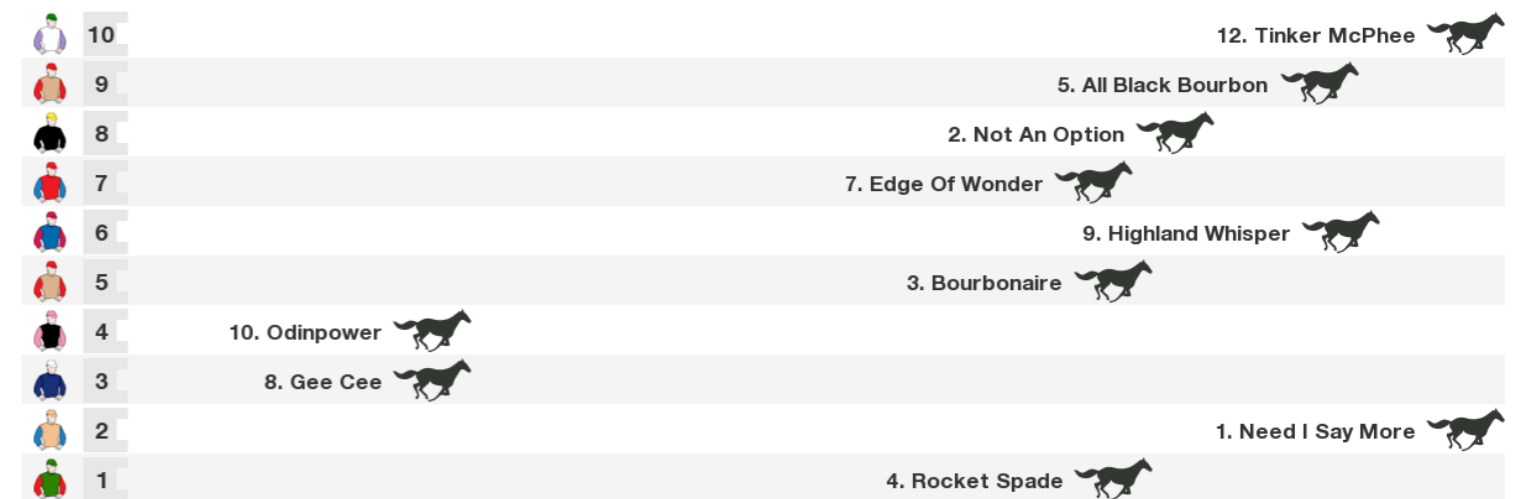 10 12. Tinker McPhee
9 5. All Black Bourbon
8 2. Not An Option
7 7. Edge Of Wonder
6 9. Highland Whisper
5 3. Bourbonaire
4 10. Odinpower
3 8. Gee Cee
2 1. Need I Say More
1 4. Rocket Spade